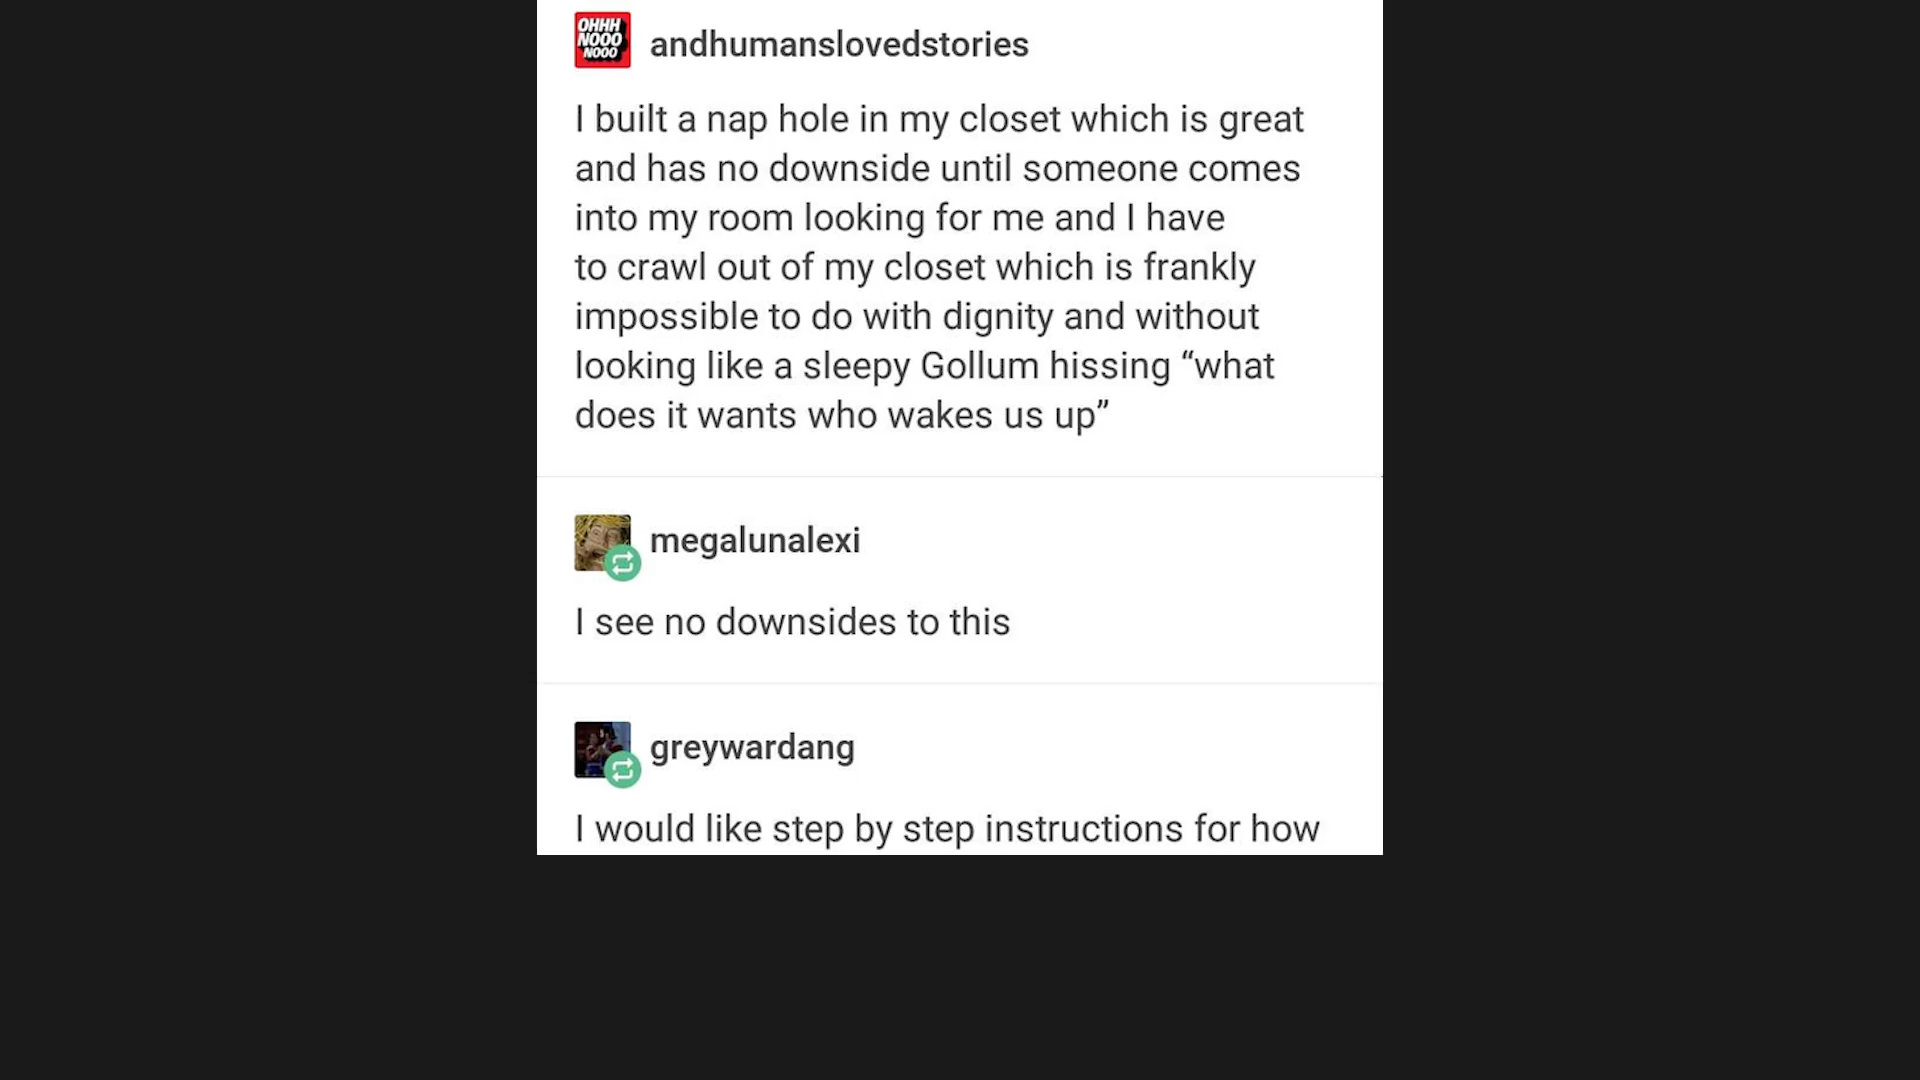 OHHH
NOOO
NOOO
andhumanslovedstories
I built a nap hole in my closet which is great
and has no downside until someone comes
into my room looking for me and I have
to crawl out of my closet which is frankly
impossible to do with dignity and without
looking like a sleepy Gollum hissing “what
does it wants who wakes us up”
megalunalexi
I see no downsides to this
greywardang
I would like step by step instructions for how